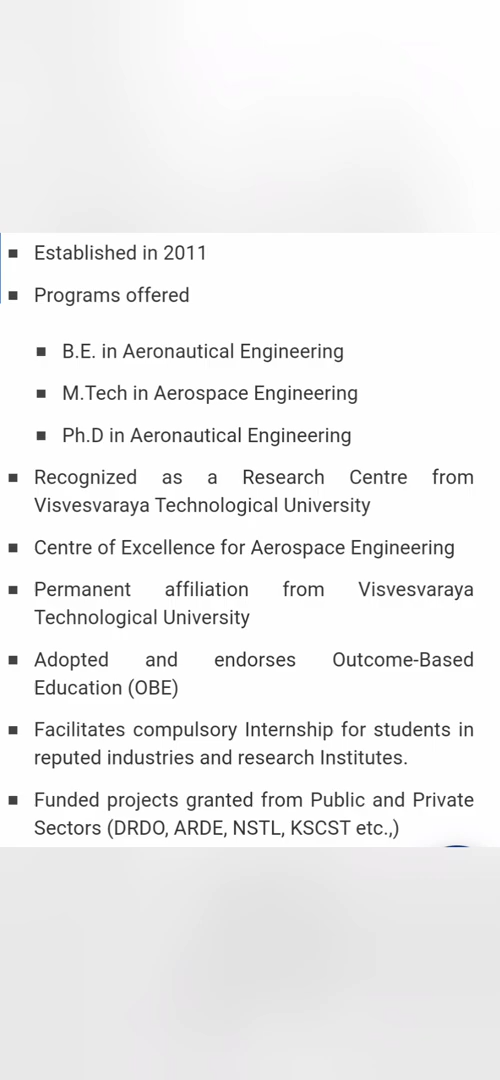 Established in 2011
Programs offered
B.E. in Aeronautical Engineering
M.Tech in Aerospace Engineering
Ph.D in Aeronautical Engineering
Recognized as a Research Centre from
Visvesvaraya Technological University
Centre of Excellence for Aerospace Engineering
Permanent affiliation from Visvesvaraya
Technological University
Adopted and endorses Outcome-Based
Education (OBE)
Facilitates compulsory Internship for students in
reputed industries and research Institutes.
Funded projects granted from Public and Private
Sectors (DRDO, ARDE, NSTL, KSCST etc.,)